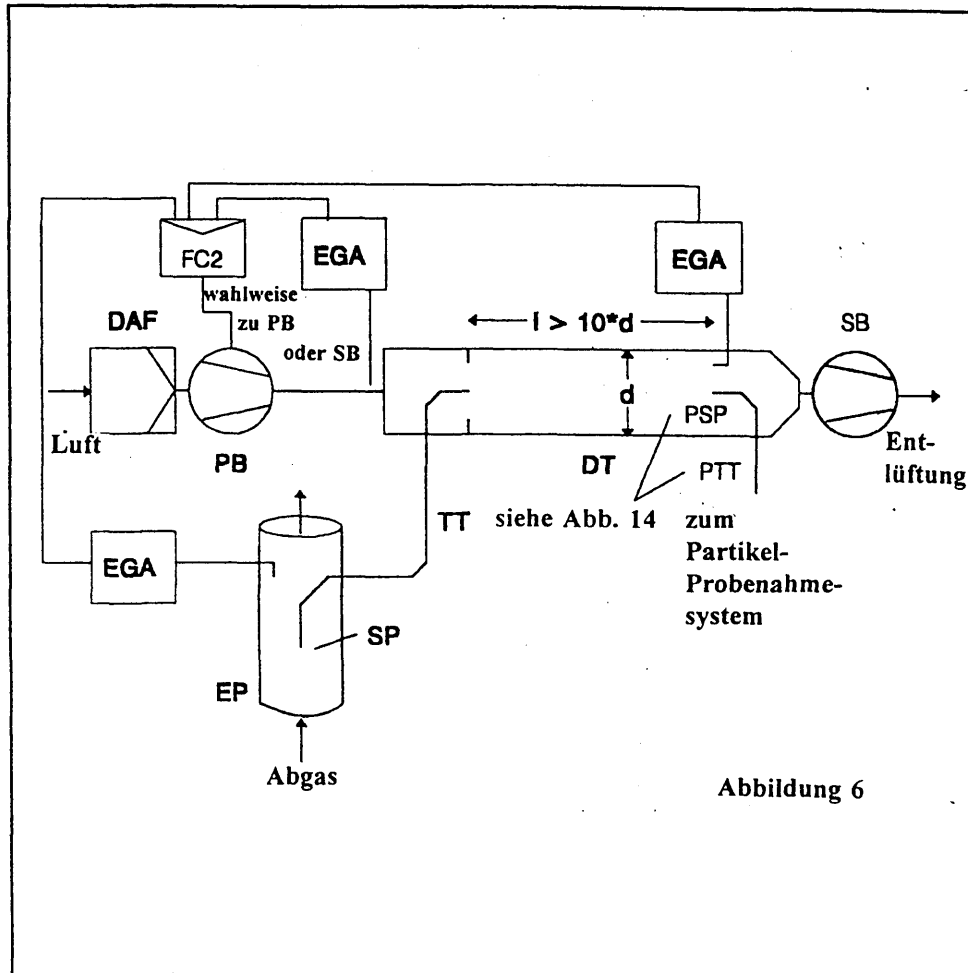 FC2
EGA
EGA
wahlweise
zu PB
oder SB
DAF
l > 10*d
SB
d
Luft
PB
PSP
DT
PTT
Ent-
lüftung
TT
siehe Abb. 14
zum
Partikel-
Probenahme-
system
EGA
SP
EP
Abgas
Abbildung 6